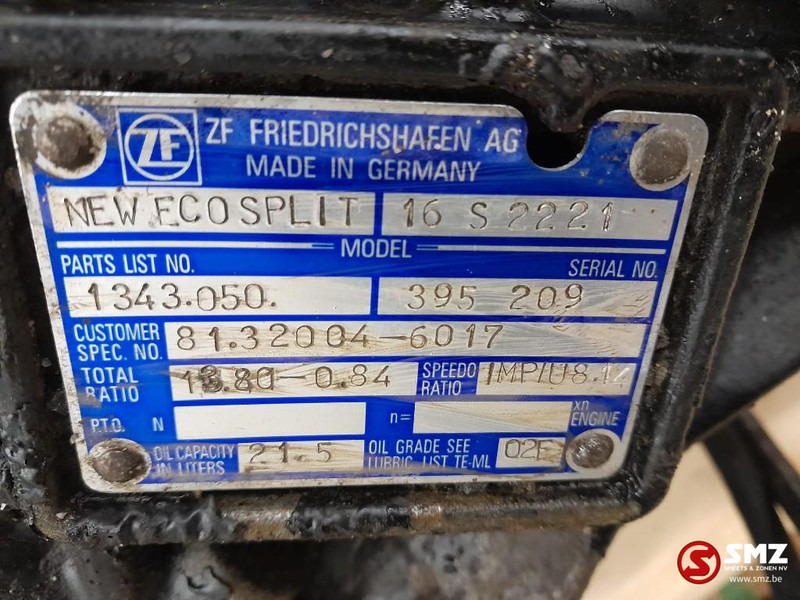 ZF ZF FRIEDRICHSHAFEN AG
MADE IN GERMANY
NEW ECOSPLIT 16 S 2221
MODEL
PARTS LIST NO. SERIAL NO.
1343.050. 395 209
CUSTOMER SPEC. NO. 81.32004-6017
TOTAL RATIO 13.80-0.84 SPEEDO RATIO IMP/U8.
P.T.O. N n= xn ENGINE
OIL CAPACITY IN LITERS 21.5 OIL GRADE SEE LUBRIC. LIST TE-ML 02E
SMZ
SHEETS & ZONEN NV
www.smz.be